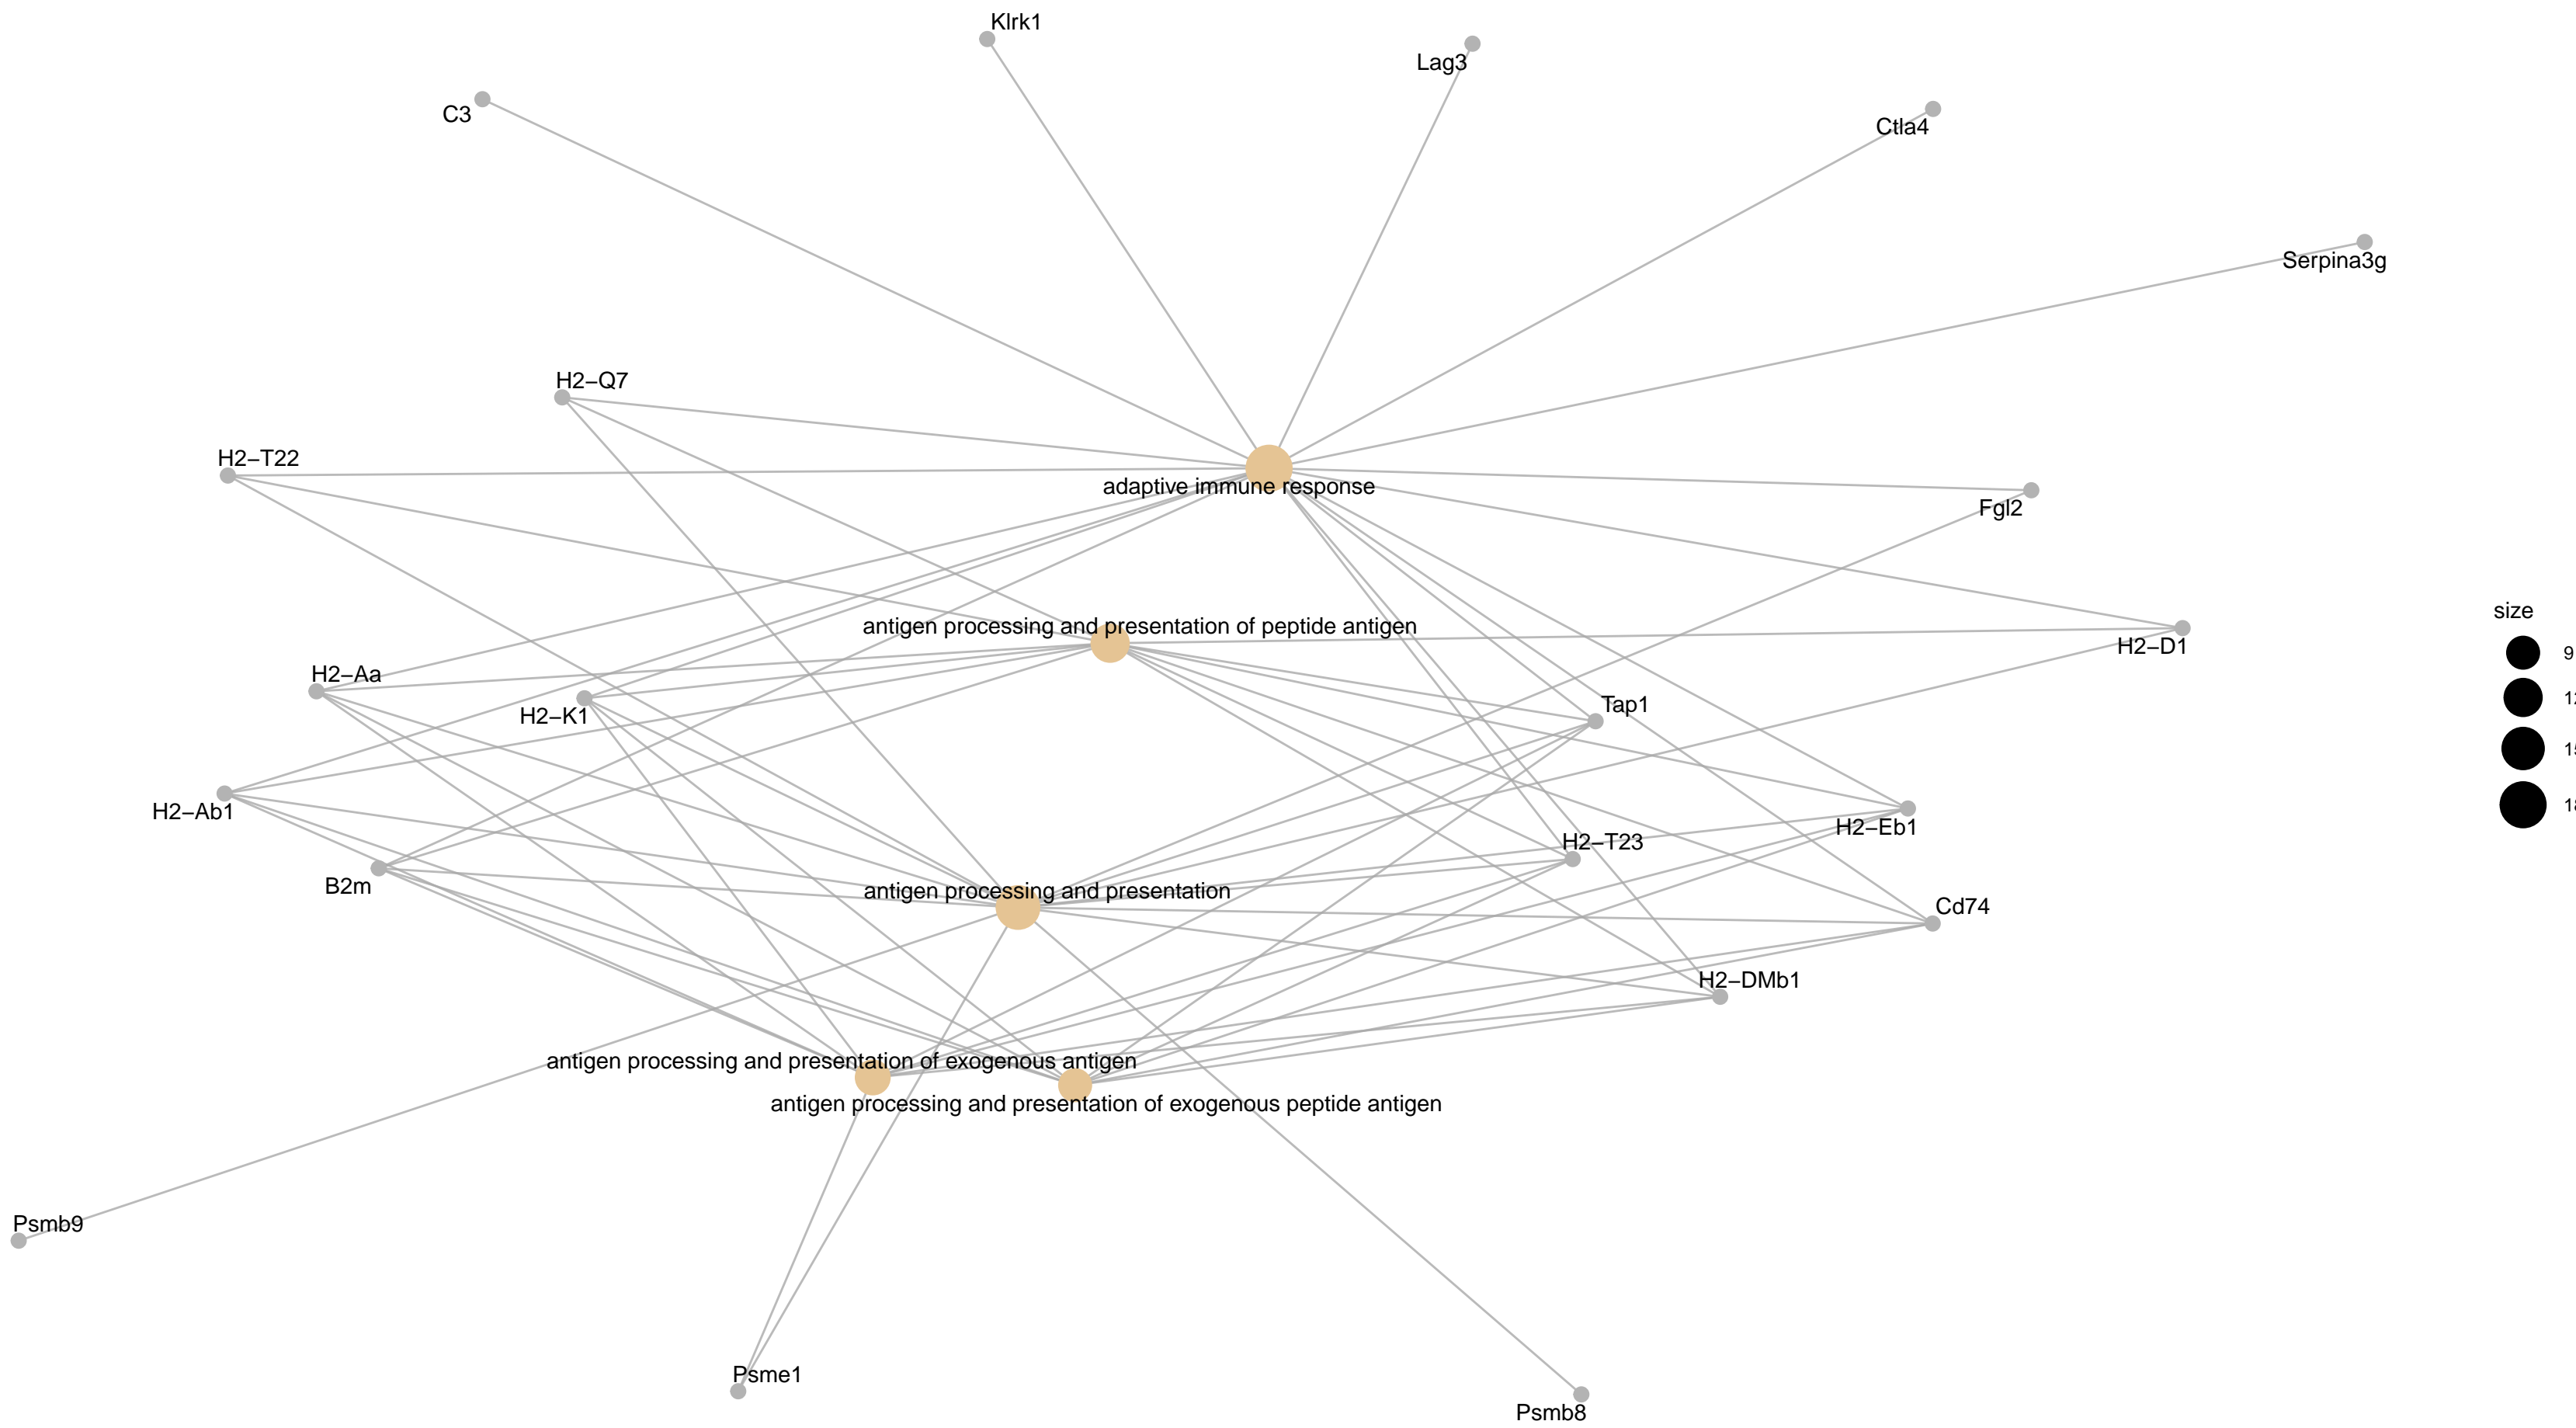 Klrk1
Lag3
C3
Ctla4
Serpina3g
H2–Q7
H2–T22
adaptive immune response
Fgl2
size
antigen processing and presentation of peptide antigen
H2–D1
9
H2–Aa
Tap1
H2–K1
H2–Ab1
H2–Eb1
H2–T23
B2m
antigen processing and presentation
Cd74
H2–DMb1
antigen processing and presentation of exogenous antigen
antigen processing and presentation of exogenous peptide antigen
Psmb9
Psme1
Psmb8